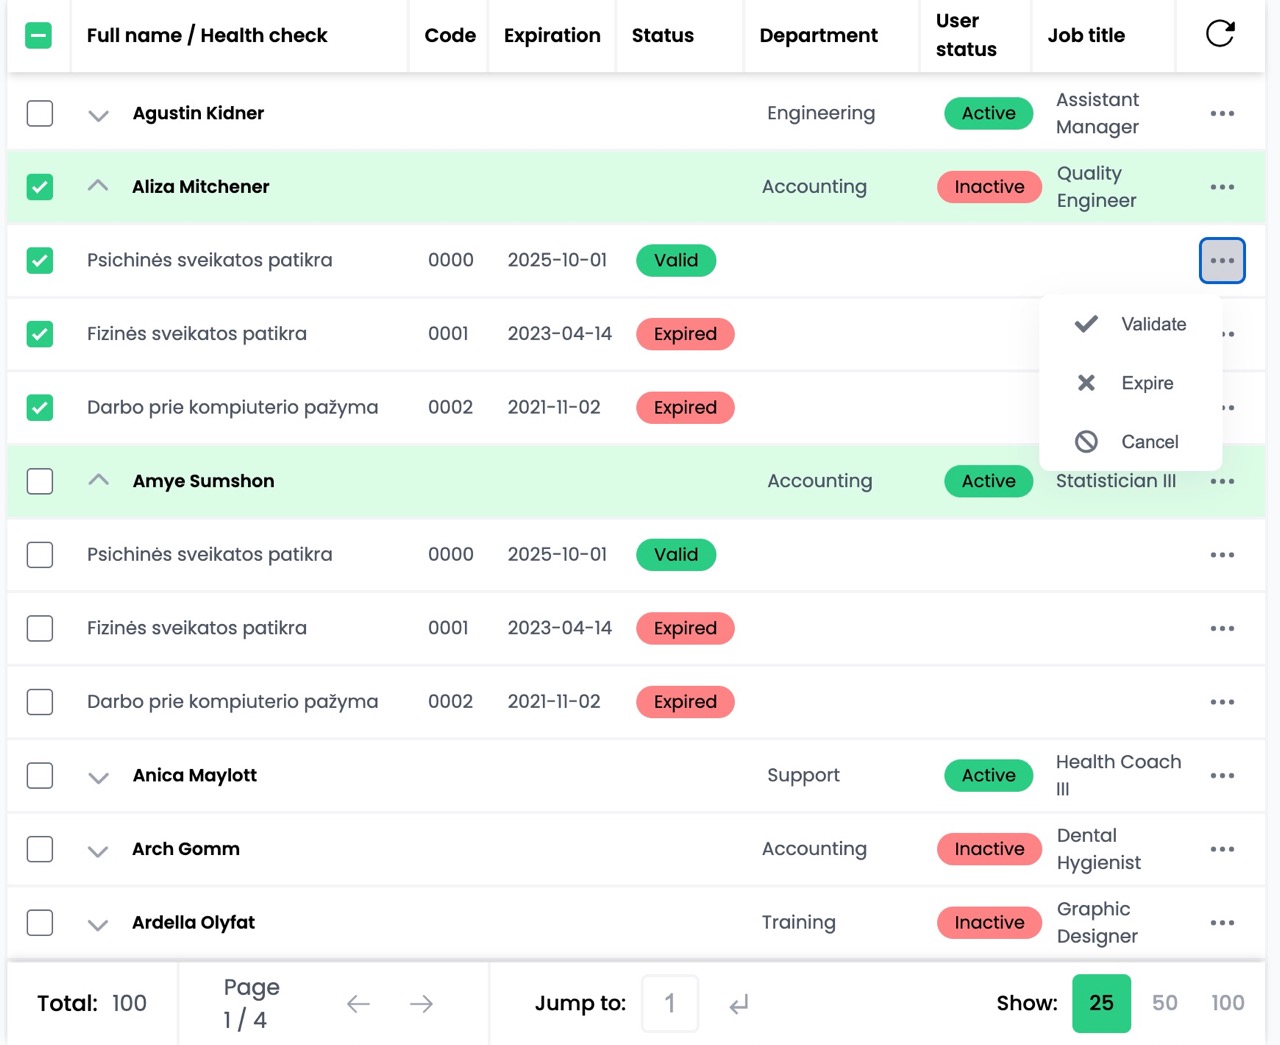 Full name / Health check Code Expiration Status Department User status Job title
Agustin Kidner Engineering Active Assistant Manager
Aliza Mitchener Accounting Inactive Quality Engineer
Psichinės sveikatos patikra 0000 2025-10-01 Valid
Validate
Fizinės sveikatos patikra 0001 2023-04-14 Expired
Expire
Darbo prie kompiuterio pažyma 0002 2021-11-02 Expired
Cancel
Amye Sumshon Accounting Active Statistician III
Psichinės sveikatos patikra 0000 2025-10-01 Valid
Fizinės sveikatos patikra 0001 2023-04-14 Expired
Darbo prie kompiuterio pažyma 0002 2021-11-02 Expired
Anica Maylott Support Active Health Coach III
Arch Gomm Accounting Inactive Dental Hygienist
Ardella Olyfat Training Inactive Graphic Designer
Total: 100 Page 1 / 4 Jump to: 1 Show: 25 50 100